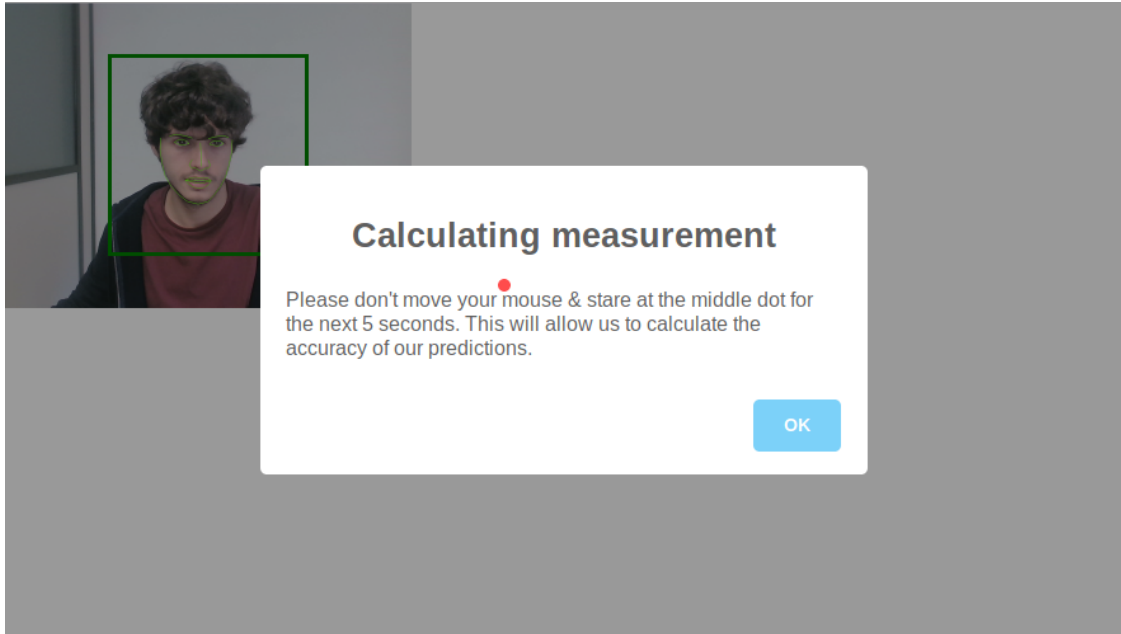 Calculating measurement
Please don't move your mouse & stare at the middle dot for
the next 5 seconds. This will allow us to calculate the
accuracy of our predictions.
OK